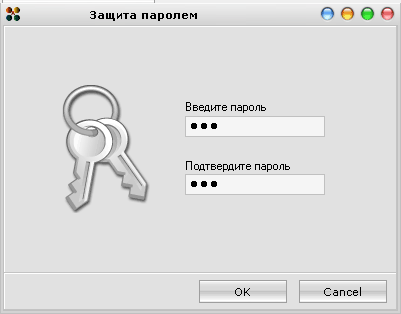 Защита паролем
Введите пароль
●●●
Подтвердите пароль
●●●
OK
Cancel